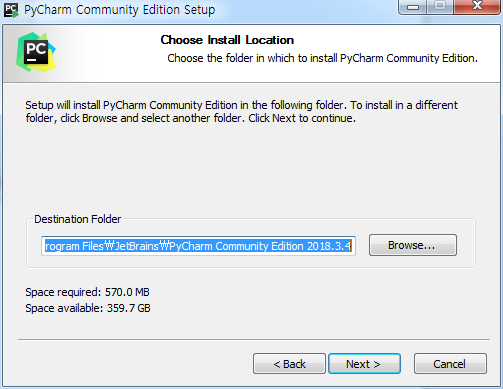 PyCharm Community Edition Setup
PC
Choose Install Location
Choose the folder in which to install PyCharm Community Edition.
Setup will install PyCharm Community Edition in the following folder. To install in a different
folder, click Browse and select another folder. Click Next to continue.
Destination Folder
rogram Files₩JetBrains₩PyCharm Community Edition 2018.3.4
Browse...
Space required: 570.0 MB
Space available: 359.7 GB
< Back
Next >
Cancel